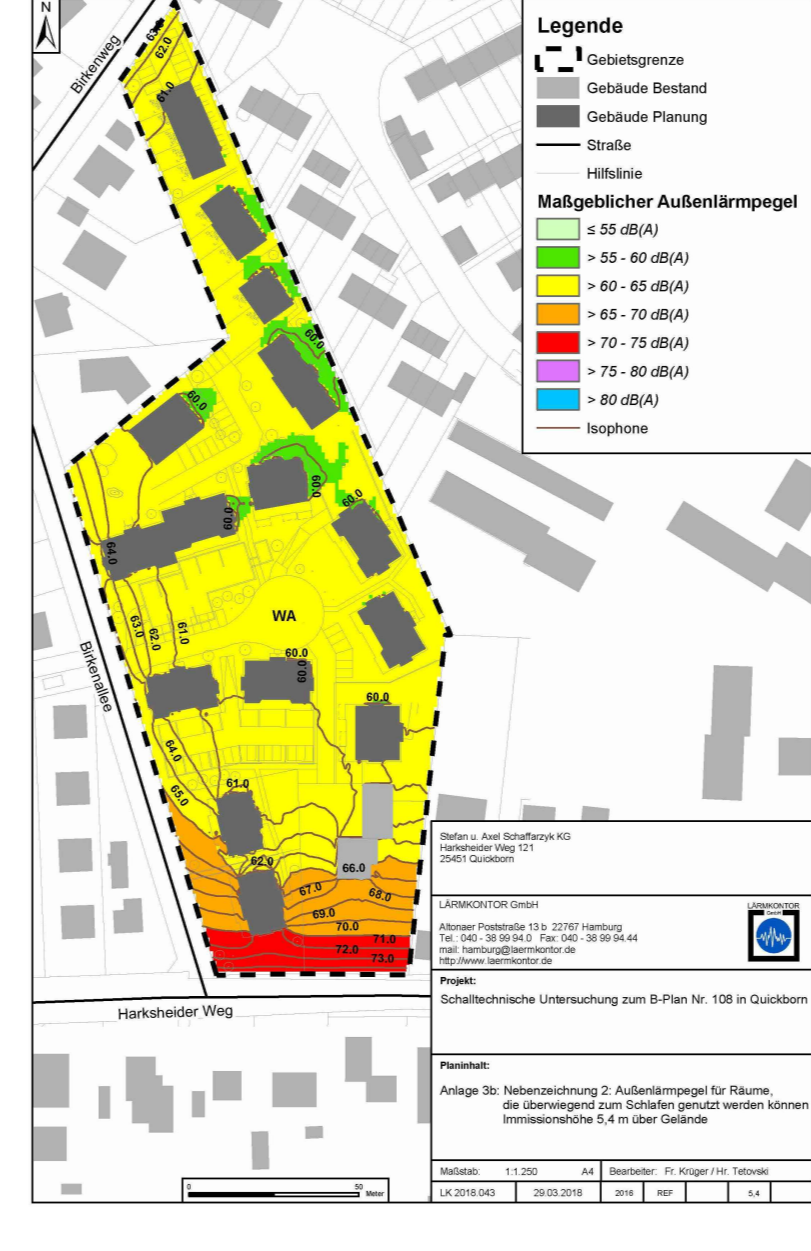 N
Birkenweg
63.0
62.0
61.0
60.0
60.0
60.0
60.0
60.0
64.0
63.0
62.0
61.0
WA
60.0
60.0
60.0
Birkenallee
64.0
65.0
61.0
62.0
66.0
67.0
68.0
69.0
70.0
71.0
72.0
73.0
Harksheider Weg
0 50 Meter
Legende
Gebietsgrenze
Gebäude Bestand
Gebäude Planung
Straße
Hilfslinie
Maßgeblicher Außenlärmpegel
≤ 55 dB(A)
> 55 - 60 dB(A)
> 60 - 65 dB(A)
> 65 - 70 dB(A)
> 70 - 75 dB(A)
> 75 - 80 dB(A)
> 80 dB(A)
Isophone
Stefan u. Axel Schaffarzyk KG
Harksheider Weg 121
25451 Quickborn
LÄRMKONTOR GmbH
Altonaer Poststraße 13 b 22767 Hamburg
Tel.: 040 - 38 99 94.0 Fax: 040 - 38 99 94.44
mail: hamburg@laermkontor.de
http://www.laermkontor.de
LÄRMKONTOR
GmbH
Projekt:
Schalltechnische Untersuchung zum B-Plan Nr. 108 in Quickborn
Planinhalt:
Anlage 3b: Nebenzeichnung 2: Außenlärmpegel für Räume,
die überwiegend zum Schlafen genutzt werden können
Immissionshöhe 5,4 m über Gelände
Maßstab: 1:1.250 A4 Bearbeiter: Fr. Krüger / Hr. Tetovski
LK 2018.043 29.03.2018 2016 REF 5,4